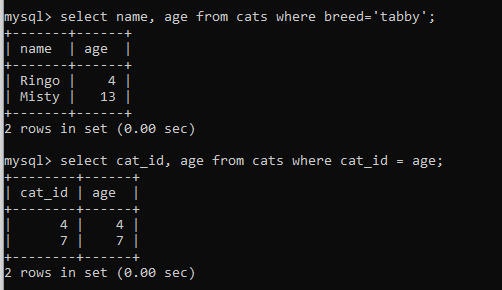 mysql> select name, age from cats where breed='tabby';
+-------+------+
| name  | age  |
+-------+------+
| Ringo |    4 |
| Misty |   13 |
+-------+------+
2 rows in set (0.00 sec)
mysql> select cat_id, age from cats where cat_id = age;
+--------+------+
| cat_id | age  |
+--------+------+
|      4 |    4 |
|      7 |    7 |
+--------+------+
2 rows in set (0.00 sec)